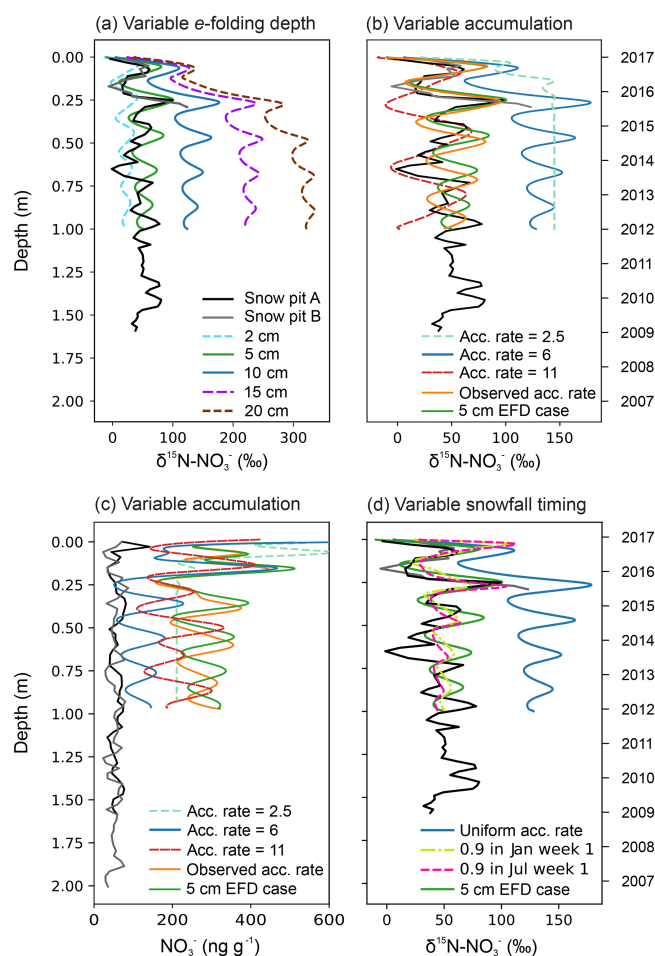 (a) Variable e-folding depth
0.00
0.25
0.50
0.75
1.00
1.25
1.50
1.75
2.00
Depth (m)
Snow pit A
Snow pit B
2 cm
5 cm
10 cm
15 cm
20 cm
0 100 200 300
δ¹⁵N-NO₃⁻ (‰)
(b) Variable accumulation
2017
2016
2015
2014
2013
2012
2011
2010
2009
2008
2007
Acc. rate = 2.5
Acc. rate = 6
Acc. rate = 11
Observed acc. rate
5 cm EFD case
0 50 100 150
δ¹⁵N-NO₃⁻ (‰)
(c) Variable accumulation
0.00
0.25
0.50
0.75
1.00
1.25
1.50
1.75
2.00
Depth (m)
Acc. rate = 2.5
Acc. rate = 6
Acc. rate = 11
Observed acc. rate
5 cm EFD case
0 200 400 600
NO₃⁻ (ng g⁻¹)
(d) Variable snowfall timing
2017
2016
2015
2014
2013
2012
2011
2010
2009
2008
2007
Uniform acc. rate
0.9 in Jan week 1
0.9 in Jul week 1
5 cm EFD case
0 50 100 150
δ¹⁵N-NO₃⁻ (‰)